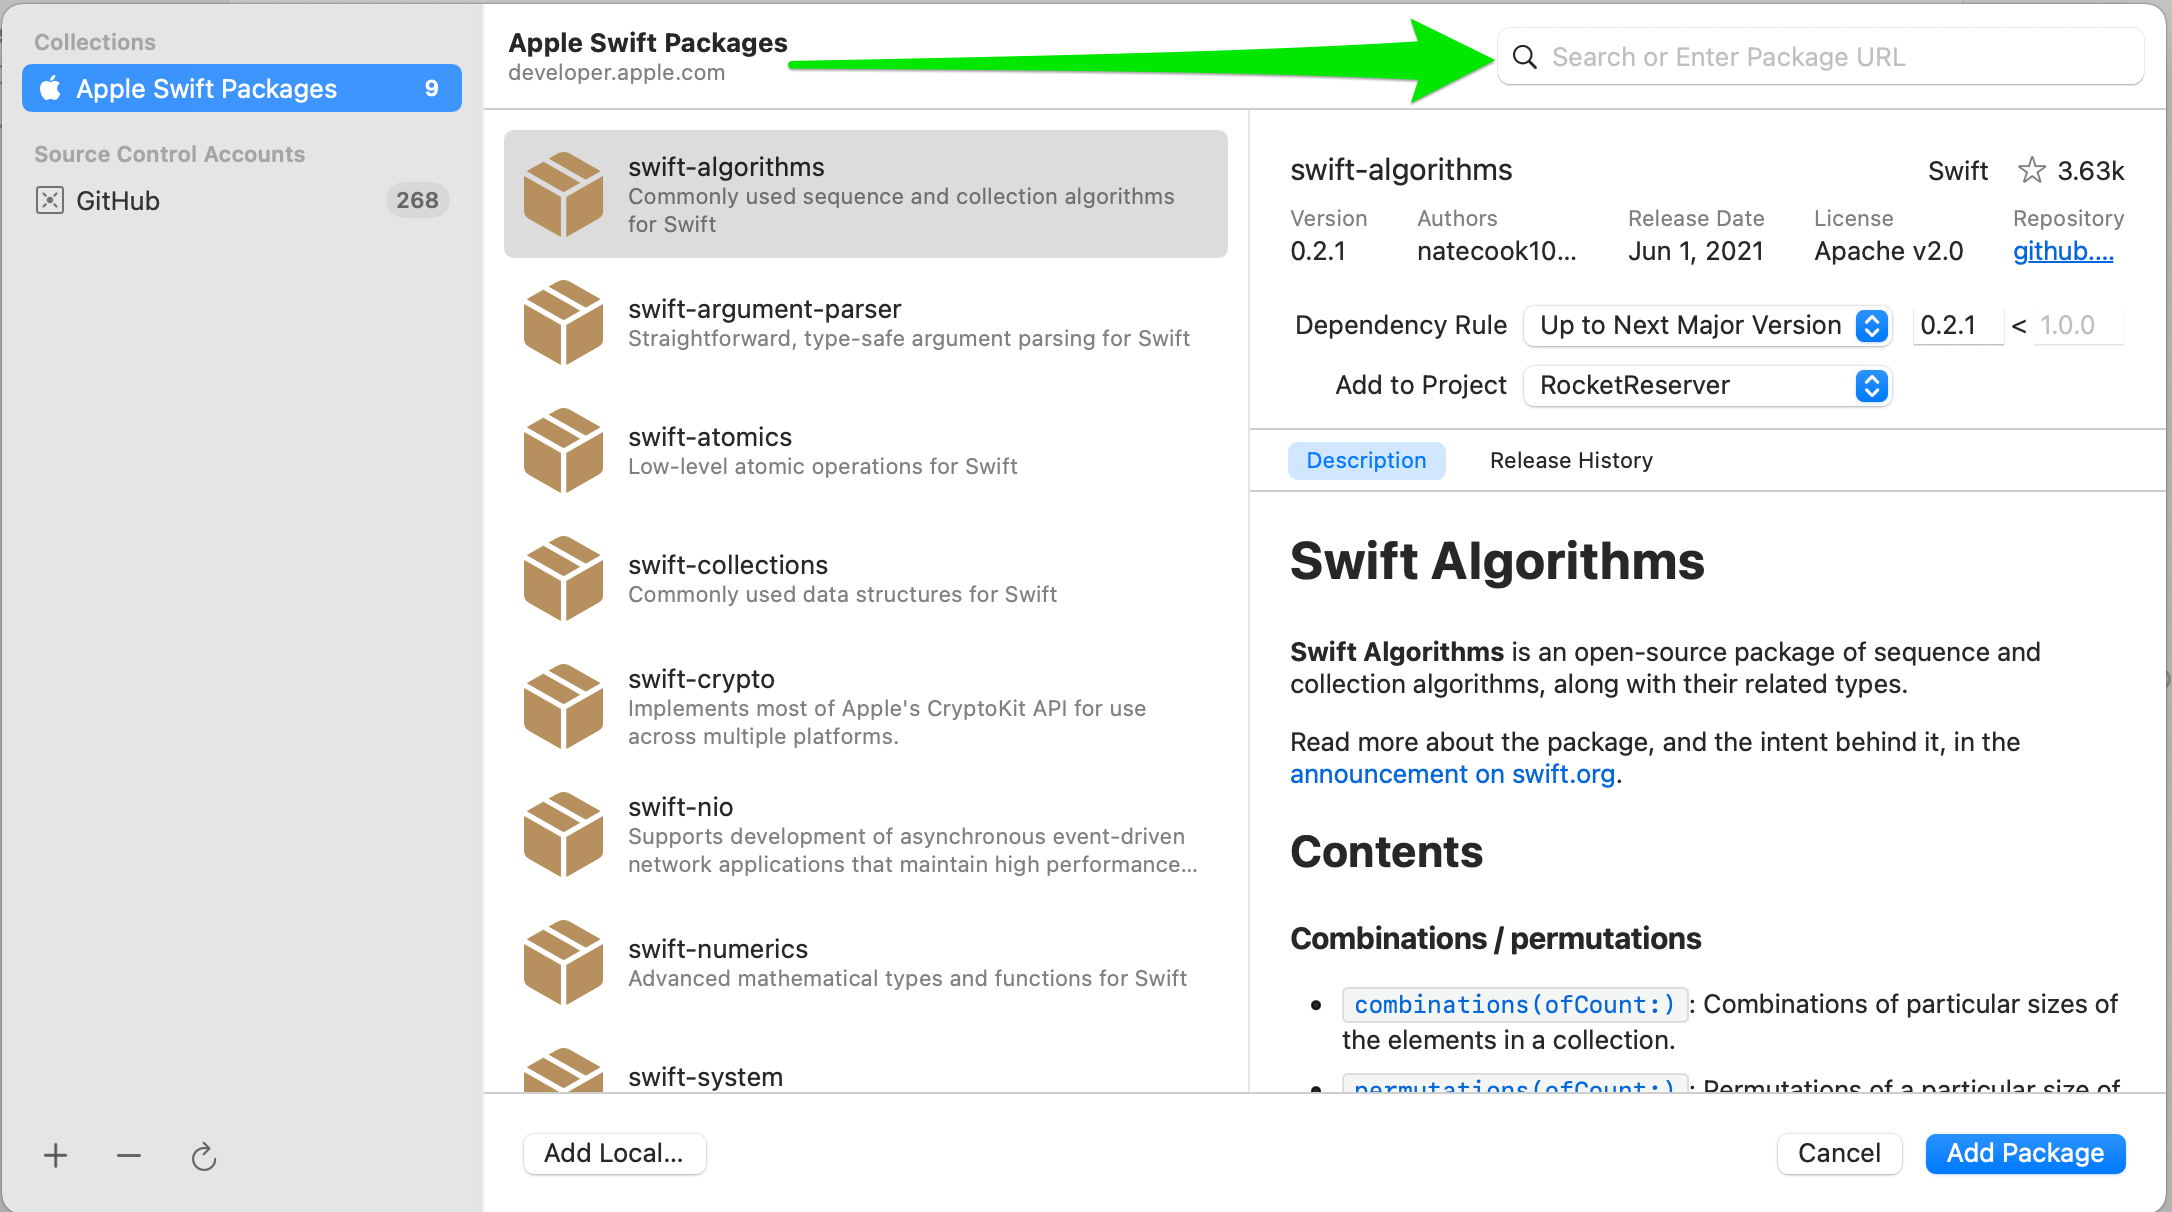 Collections
Apple Swift Packages 9
Source Control Accounts
GitHub 268
Apple Swift Packages
developer.apple.com
Search or Enter Package URL
swift-algorithms
Commonly used sequence and collection algorithms
for Swift
swift-argument-parser
Straightforward, type-safe argument parsing for Swift
swift-atomics
Low-level atomic operations for Swift
swift-collections
Commonly used data structures for Swift
swift-crypto
Implements most of Apple's CryptoKit API for use
across multiple platforms.
swift-nio
Supports development of asynchronous event-driven
network applications that maintain high performance...
swift-numerics
Advanced mathematical types and functions for Swift
swift-system
swift-algorithms Swift 3.63k
Version Authors Release Date License Repository
0.2.1 natecook10... Jun 1, 2021 Apache v2.0 github....
Dependency Rule Up to Next Major Version 0.2.1 < 1.0.0
Add to Project RocketReserver
Description Release History
Swift Algorithms
Swift Algorithms is an open-source package of sequence and
collection algorithms, along with their related types.
Read more about the package, and the intent behind it, in the
announcement on swift.org.
Contents
Combinations / permutations
• combinations(ofCount:): Combinations of particular sizes of
the elements in a collection.
• permutations(ofCount:): Permutations of a particular size of
Add Local... Cancel Add Package